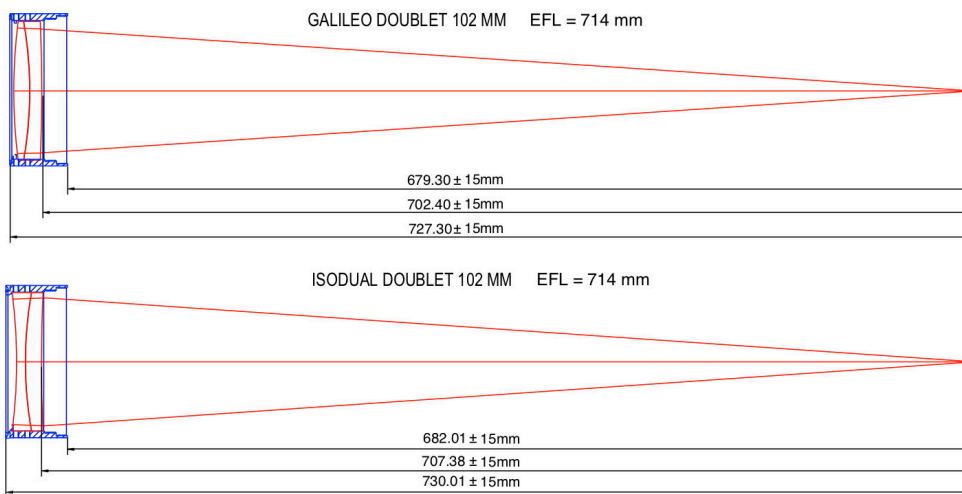 GALILEO DOUBLET 102 MM EFL = 714 mm
679.30 ± 15mm
702.40 ± 15mm
727.30 ± 15mm
ISODUAL DOUBLET 102 MM EFL = 714 mm
682.01 ± 15mm
707.38 ± 15mm
730.01 ± 15mm